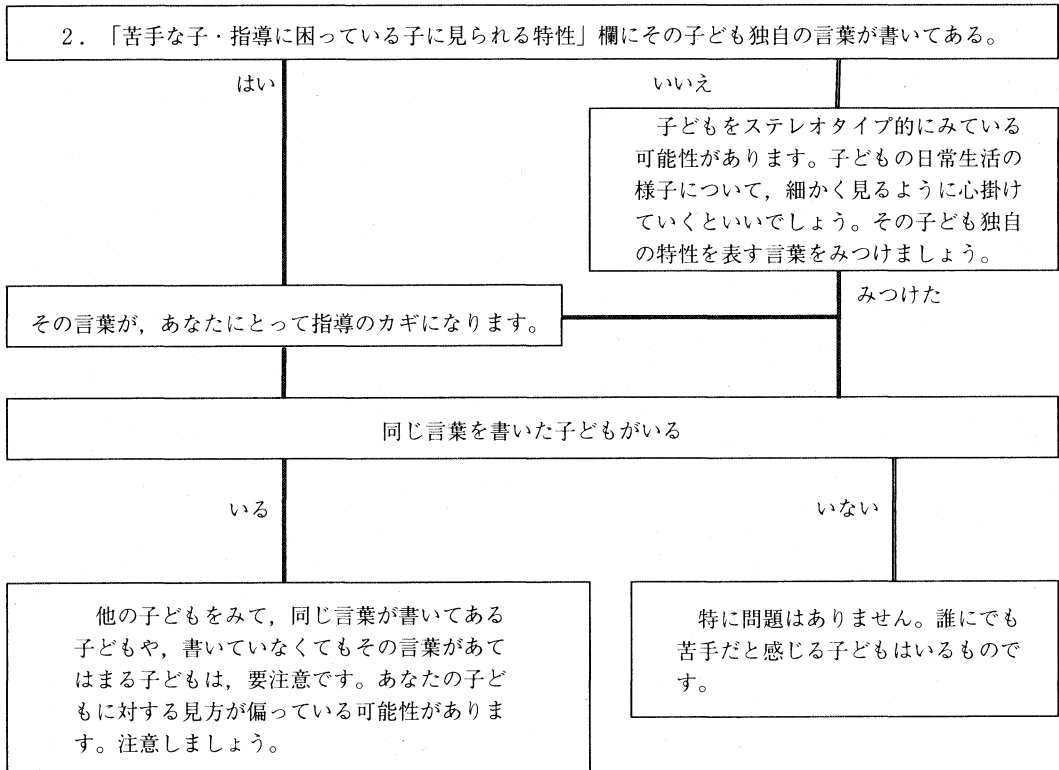 ２．「苦手な子・指導に困っている子に見られる特性」欄にその子ども独自の言葉が書いてある。
はい
いいえ
子どもをステレオタイプ的にみている
可能性があります。子どもの日常生活の
様子について，細かく見るように心掛け
ていくといいでしょう。その子ども独自
の特性を表す言葉をみつけましょう。
みつけた
その言葉が，あなたにとって指導のカギになります。
同じ言葉を書いた子どもがいる
いる
いない
他の子どもをみて，同じ言葉が書いてある
子どもや，書いていなくてもその言葉があて
はまる子どもは，要注意です。あなたの子ど
もに対する見方が偏っている可能性がありま
す。注意しましょう。
特に問題はありません。誰にでも
苦手だと感じる子どもはいるもので
す。